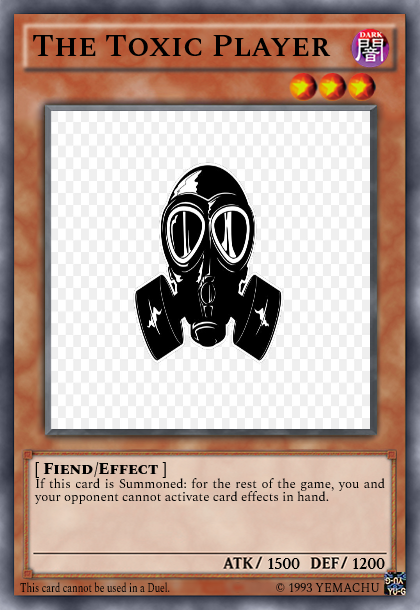 THE TOXIC PLAYER
DARK
闇
[ FIEND/EFFECT ]
If this card is Summoned: for the rest of the game, you and
your opponent cannot activate card effects in hand.
ATK / 1500 DEF / 1200
This card cannot be used in a Duel. © 1993 YEMACHU
YU-G